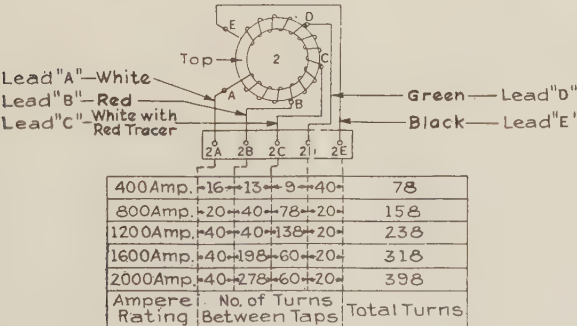 E
D
Top
2
C
A
B
Lead "A"—White
Lead "B"—Red
Lead "C"—White with Red Tracer
Green — Lead "D"
Black — Lead "E"
2A 2B 2C 2E
400 Amp. 16 13 9 40 78
800 Amp. 20 40 78 20 158
1200 Amp. 40 40 138 20 238
1600 Amp. 40 198 60 20 318
2000 Amp. 40 278 60 20 398
Ampere Rating No. of Turns Between Taps Total Turns